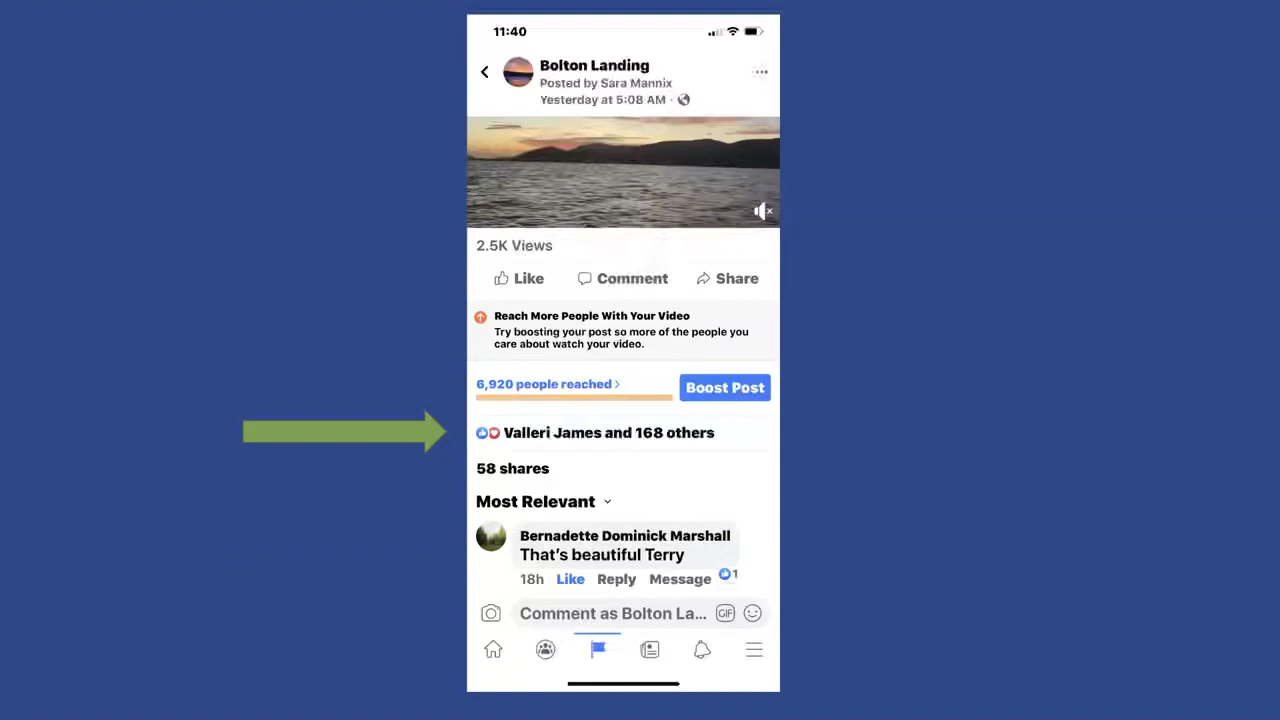 11:40
Bolton Landing
Posted by Sara Mannix
Yesterday at 5:08 AM ·
2.5K Views
Like Comment Share
Reach More People With Your Video
Try boosting your post so more of the people you
care about watch your video.
6,920 people reached >
Boost Post
Valleri James and 168 others
58 shares
Most Relevant
Bernadette Dominick Marshall
That's beautiful Terry
18h Like Reply Message 1
Comment as Bolton La... GIF